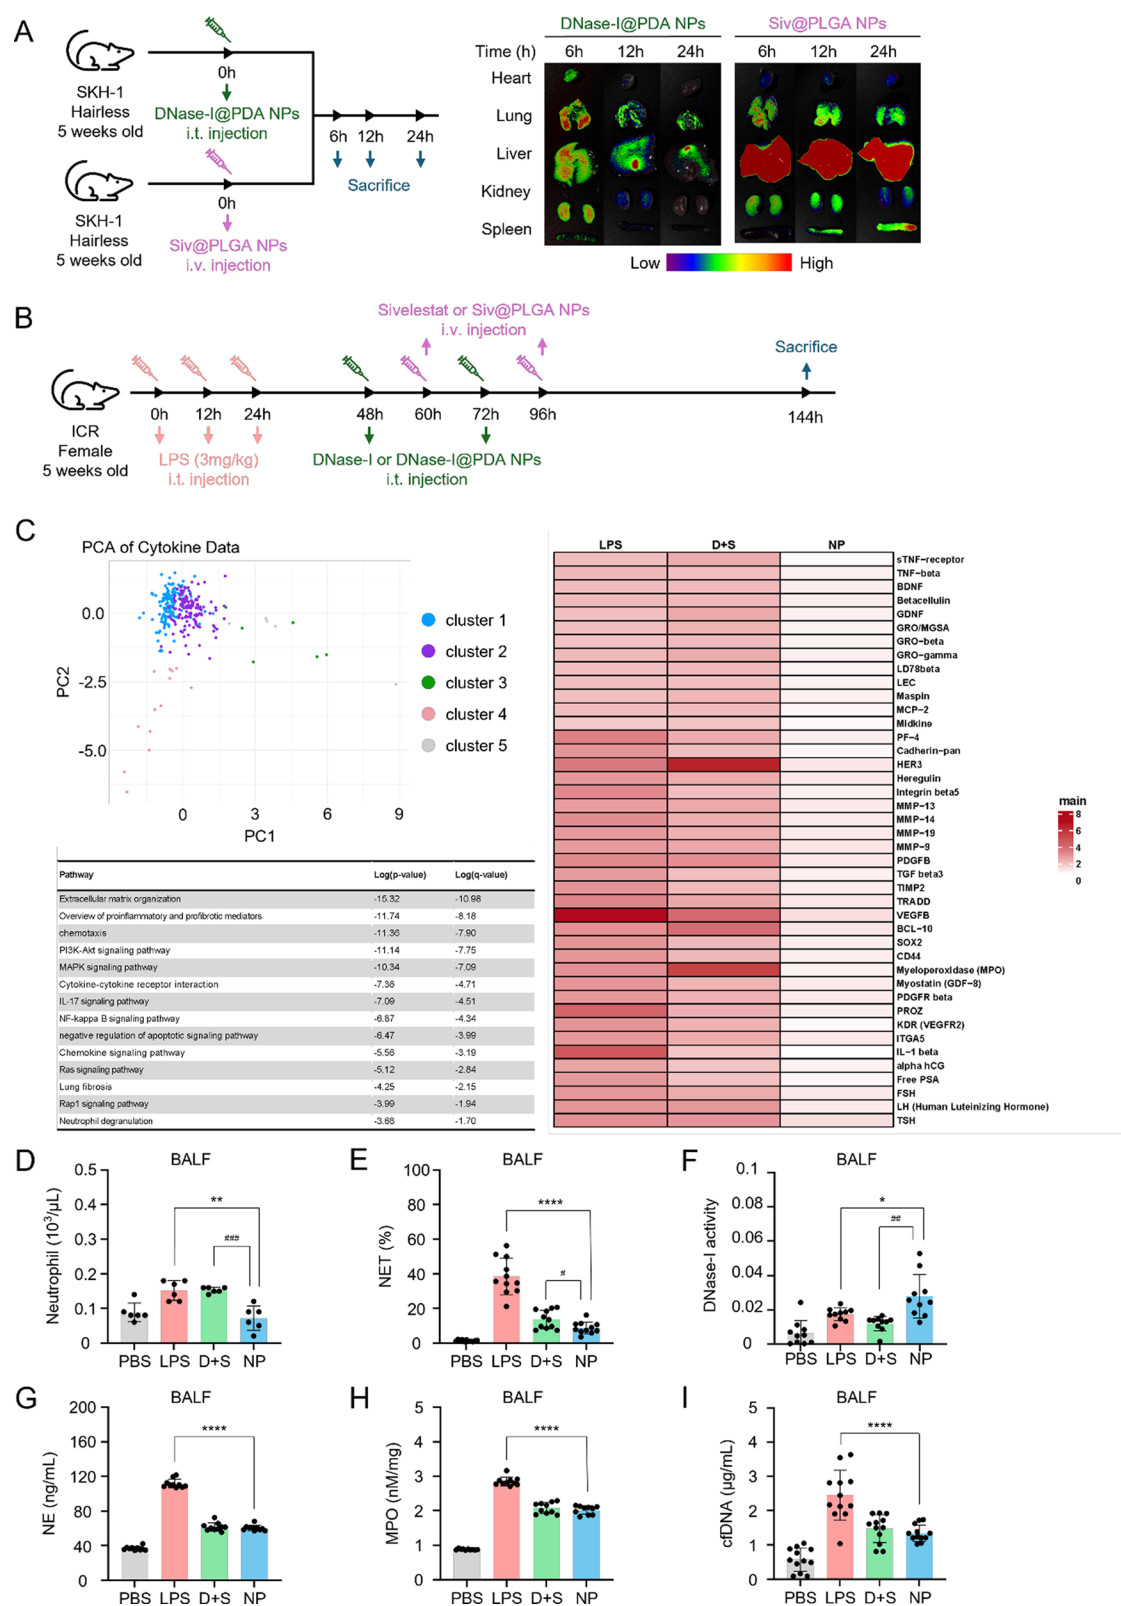 A
SKH-1
Hairless
5 weeks old
0h
DNase-I@PDA NPs
i.t. injection
SKH-1
Hairless
5 weeks old
0h
Siv@PLGA NPs
i.v. injection
6h 12h 24h
Sacrifice
DNase-I@PDA NPs Siv@PLGA NPs
Time (h) 6h 12h 24h 6h 12h 24h
Heart
Lung
Liver
Kidney
Spleen
Low High
B
Sivelestat or Siv@PLGA NPs
i.v. injection
Sacrifice
0h 12h 24h 48h 60h 72h 96h 144h
ICR
Female
5 weeks old
LPS (3mg/kg)
i.t. injection
DNase-I or DNase-I@PDA NPs
i.t. injection
C
PCA of Cytokine Data
0.0
-2.5
-5.0
PC2
0 3 6 9
PC1
cluster 1
cluster 2
cluster 3
cluster 4
cluster 5
Pathway Log(p-value) Log(q-value)
Extracellular matrix organization -15.32 -10.98
Overview of proinflammatory and profibrotic mediators -11.74 -8.18
chemotaxis -11.36 -7.90
PI3K-Akt signaling pathway -11.14 -7.75
MAPK signaling pathway -10.34 -7.09
Cytokine-cytokine receptor interaction -7.36 -4.71
IL-17 signaling pathway -7.09 -4.51
NF-kappa B signaling pathway -6.87 -4.34
negative regulation of apoptotic signaling pathway -6.47 -3.99
Chemokine signaling pathway -5.56 -3.19
Ras signaling pathway -5.12 -2.84
Lung fibrosis -4.25 -2.15
Rap1 signaling pathway -3.99 -1.94
Neutrophil degranulation -3.68 -1.70
LPS D+S NP
sTNF-receptor
TNF-beta
BDNF
Betacellulin
GDNF
GRO/MGSA
GRO-beta
GRO-gamma
LD78beta
LEC
Maspin
MCP-2
Midkine
PF-4
Cadherin-pan
HER3
Heregulin
Integrin beta5
MMP-13
MMP-14
MMP-19
MMP-9
PDGFB
TGF beta3
TIMP2
TRADD
VEGFB
BCL-10
SOX2
CD44
Myeloperoxidase (MPO)
Myostatin (GDF-8)
PDGFR beta
PROZ
KDR (VEGFR2)
ITGA5
IL-1 beta
alpha hCG
Free PSA
FSH
LH (Human Luteinizing Hormone)
TSH
main
8
6
4
2
0
D
BALF
Neutrophil (10³/μL)
0.5
0.4
0.3
0.2
0.1
0
**
###
PBS LPS D+S NP
E
BALF
NET (%)
100
80
60
40
20
0
****
#
PBS LPS D+S NP
F
BALF
DNase-I activity
0.1
0.08
0.06
0.04
0.02
0
*
##
PBS LPS D+S NP
G
BALF
NE (ng/mL)
200
160
120
80
40
0
****
PBS LPS D+S NP
H
BALF
MPO (nM/mg)
5
4
3
2
1
0
****
PBS LPS D+S NP
I
BALF
cfDNA (μg/mL)
5
4
3
2
1
0
****
PBS LPS D+S NP